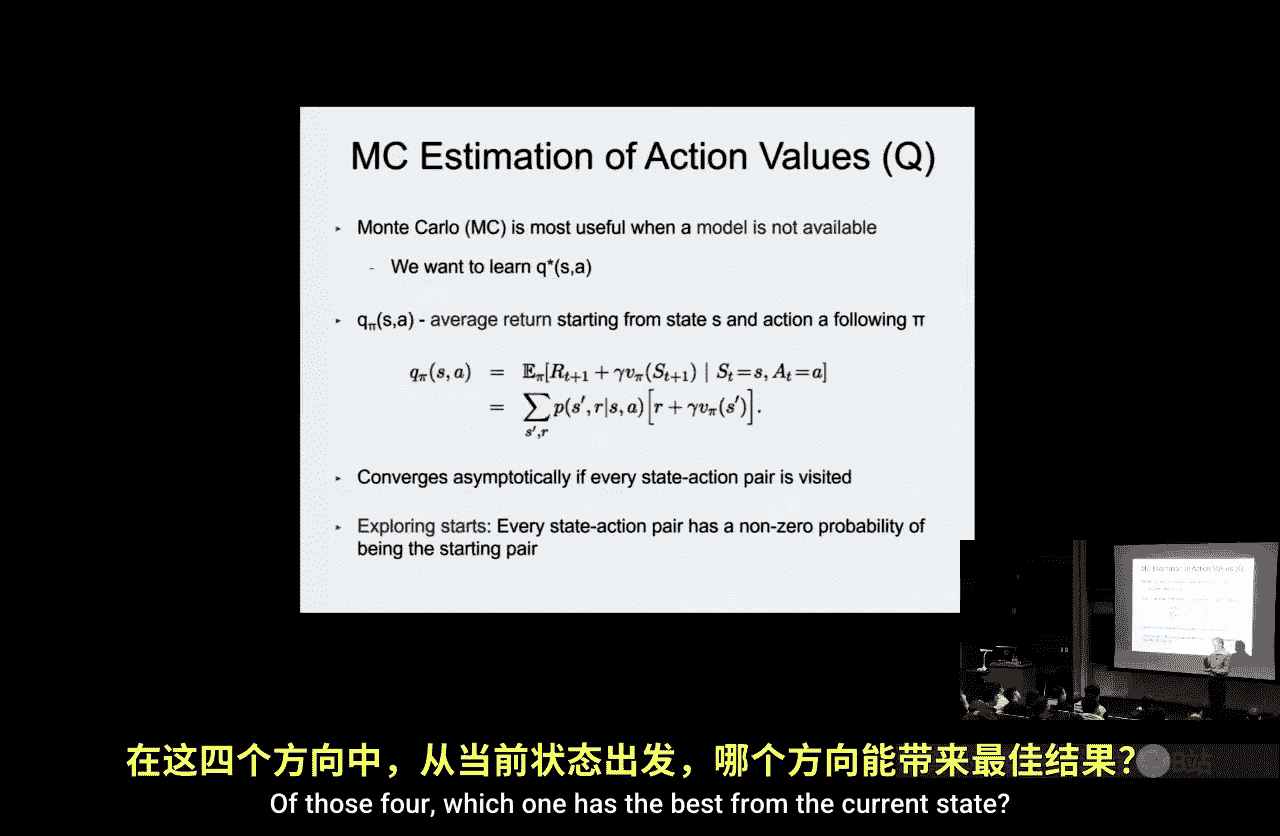 MC Estimation of Action Values (Q)
‣ Monte Carlo (MC) is most useful when a model is not available
- We want to learn q*(s,a)
‣ qπ(s,a) - average return starting from state s and action a following π
qπ(s, a) = 𝔼π[Rt+1 + γvπ(St+1) | St=s, At=a]
= ∑s′,r p(s′, r|s, a)[r + γvπ(s′)].
‣ Converges asymptotically if every state-action pair is visited
‣ Exploring starts: Every state-action pair has a non-zero probability of
being the starting pair
MC Estimation of Action Values (Q)
在这四个方向中，从当前状态出发，哪个方向能带来最佳结果？
Of those four, which one has the best from the current state?